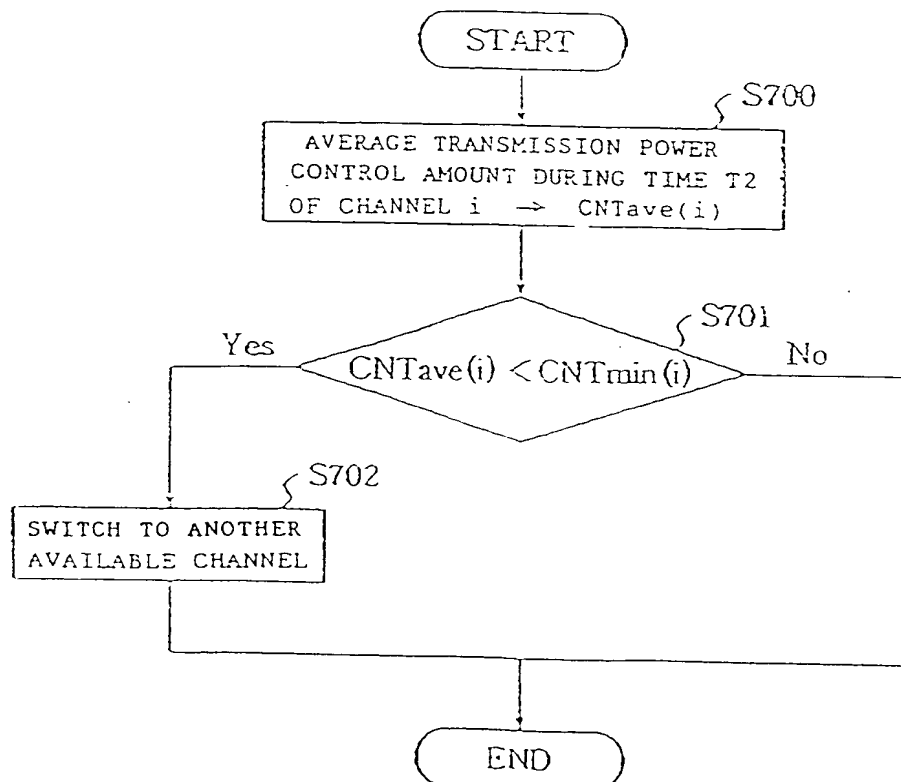 START
S700
AVERAGE TRANSMISSION POWER
CONTROL AMOUNT DURING TIME T2
OF CHANNEL i → CNTave(i)
S701
Yes
CNTave(i) < CNTmin(i)
No
S702
SWITCH TO ANOTHER
AVAILABLE CHANNEL
END